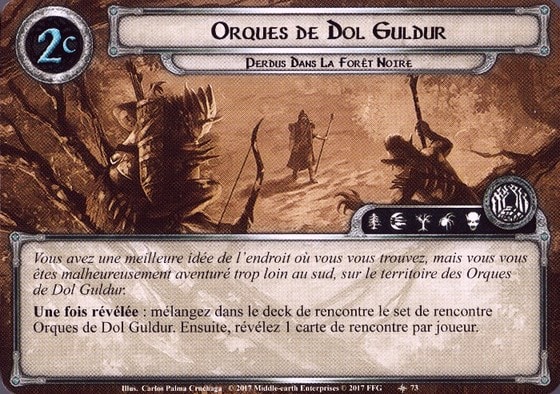 2C
Orques de Dol Guldur
Perdus Dans La Forêt Noire
Vous avez une meilleure idée de l'endroit où vous vous trouvez, mais vous vous
êtes malheureusement aventuré trop loin au sud, sur le territoire des Orques
de Dol Guldur.
Une fois révélée : mélangez dans le deck de rencontre le set de rencontre
Orques de Dol Guldur. Ensuite, révélez 1 carte de rencontre par joueur.
Illus. Carlos Palma Cruchaga © 2017 Middle-earth Enterprises © 2017 FFG 73